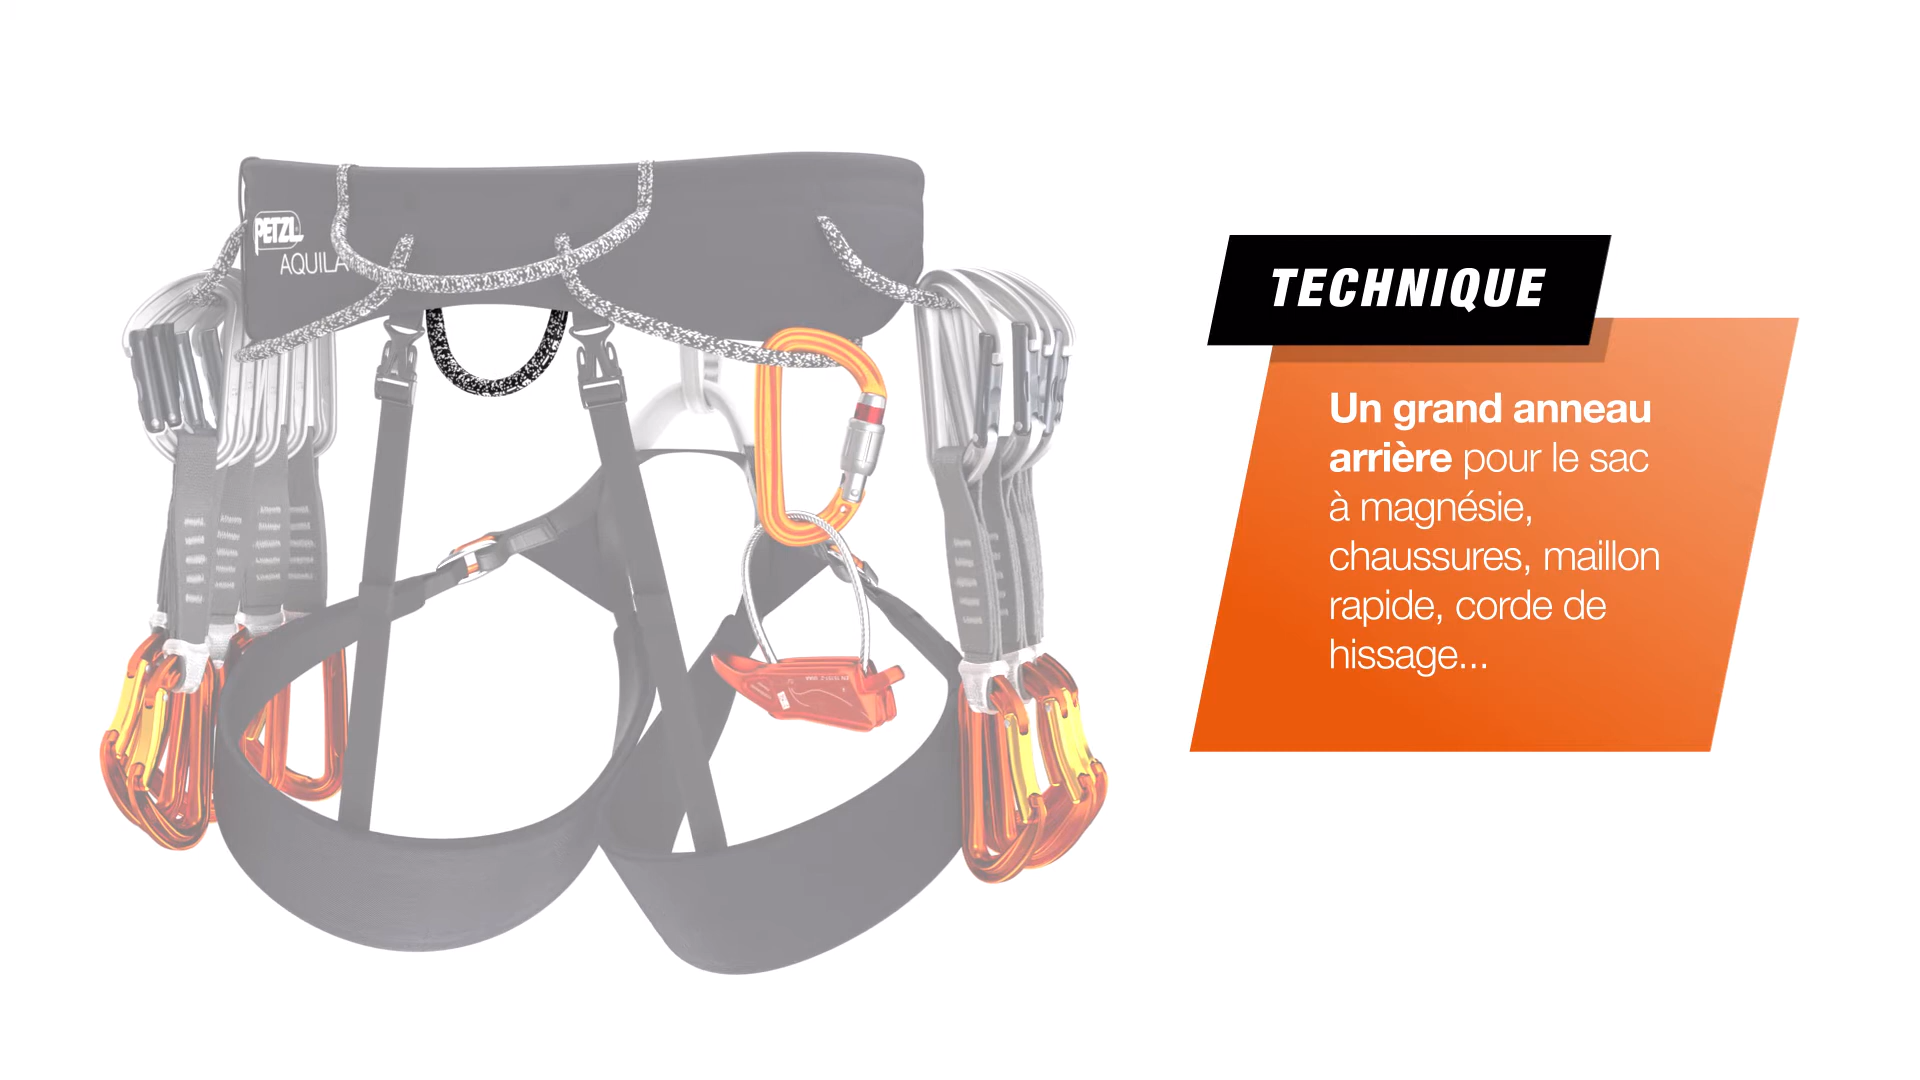 PETZL
AQUILA
TECHNIQUE
Un grand anneau
arrière pour le sac
à magnésie,
chaussures, maillon
rapide, corde de
hissage...